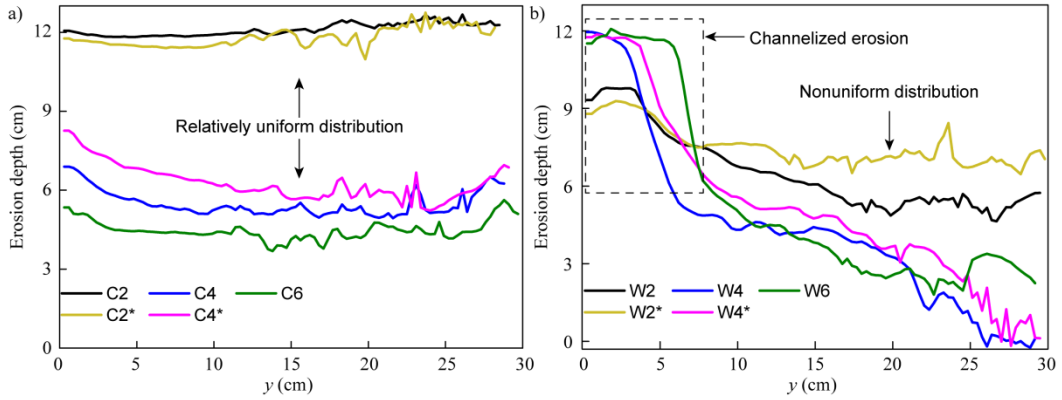 a)
Erosion depth (cm)
12
9
6
3
0
Relatively uniform distribution
C2 C4 C6
C2* C4*
0 5 10 15 20 25 30
y (cm)
b)
Erosion depth (cm)
12
9
6
3
0
Channelized erosion
Nonuniform distribution
W2 W4 W6
W2* W4*
0 5 10 15 20 25 30
y (cm)